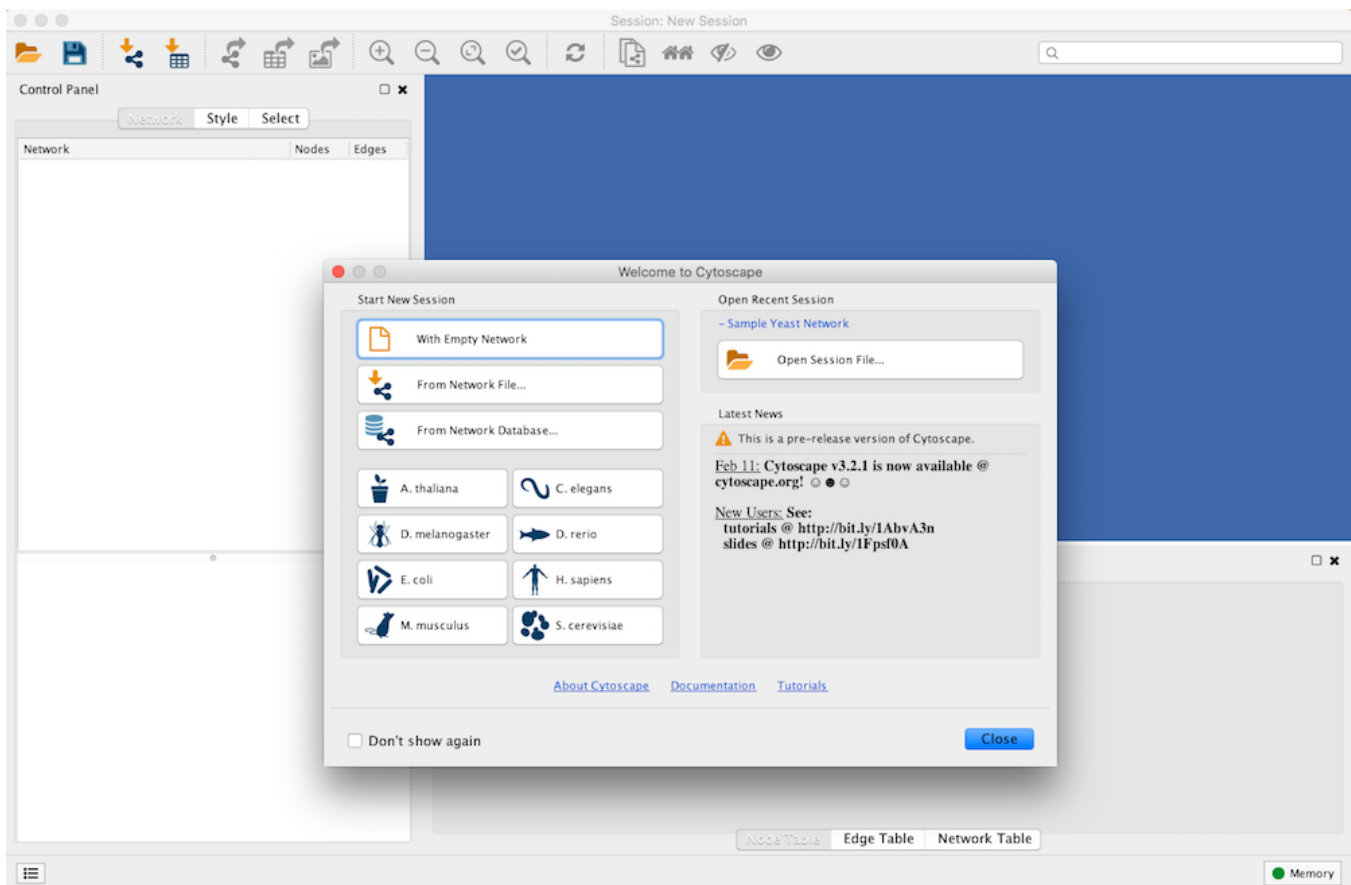 Session: New Session
Control Panel
Network Style Select
Network Nodes Edges
Welcome to Cytoscape
Start New Session
With Empty Network
From Network File...
From Network Database...
A. thaliana
C. elegans
D. melanogaster
D. rerio
E. coli
H. sapiens
M. musculus
S. cerevisiae
Open Recent Session
– Sample Yeast Network
Open Session File...
Latest News
This is a pre-release version of Cytoscape.
Feb 11: Cytoscape v3.2.1 is now available @
cytoscape.org! ☺☻☺
New Users: See:
tutorials @ http://bit.ly/1AbvA3n
slides @ http://bit.ly/1Fpsf0A
About Cytoscape Documentation Tutorials
Don't show again
Close
Node Table Edge Table Network Table
Memory